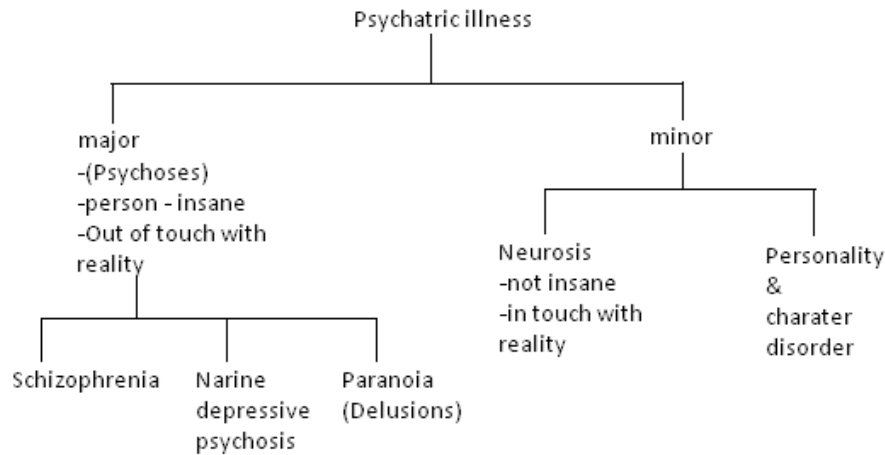 Psychatric illness
major
-(Psychoses)
-person - insane
-Out of touch with
reality
minor
Neurosis
-not insane
-in touch with
reality
Personality
&
charater
disorder
Schizophrenia
Narine
depressive
psychosis
Paranoia
(Delusions)